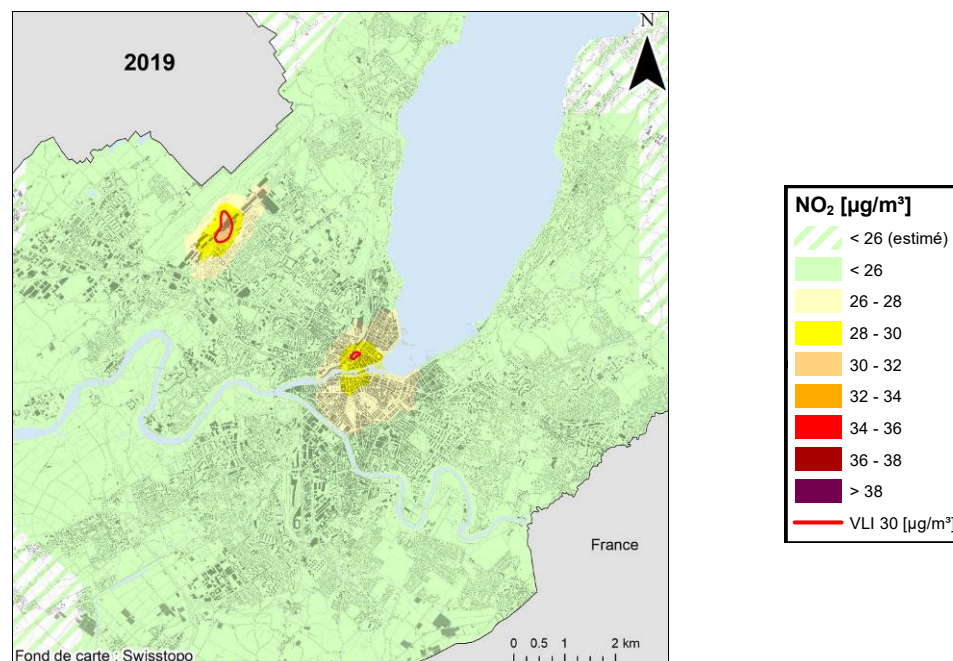 2019
N
France
0 0.5 1 2 km
Fond de carte : Swisstopo
NO₂ [µg/m³]
< 26 (estimé)
< 26
26 - 28
28 - 30
30 - 32
32 - 34
34 - 36
36 - 38
> 38
VLI 30 [µg/m³]